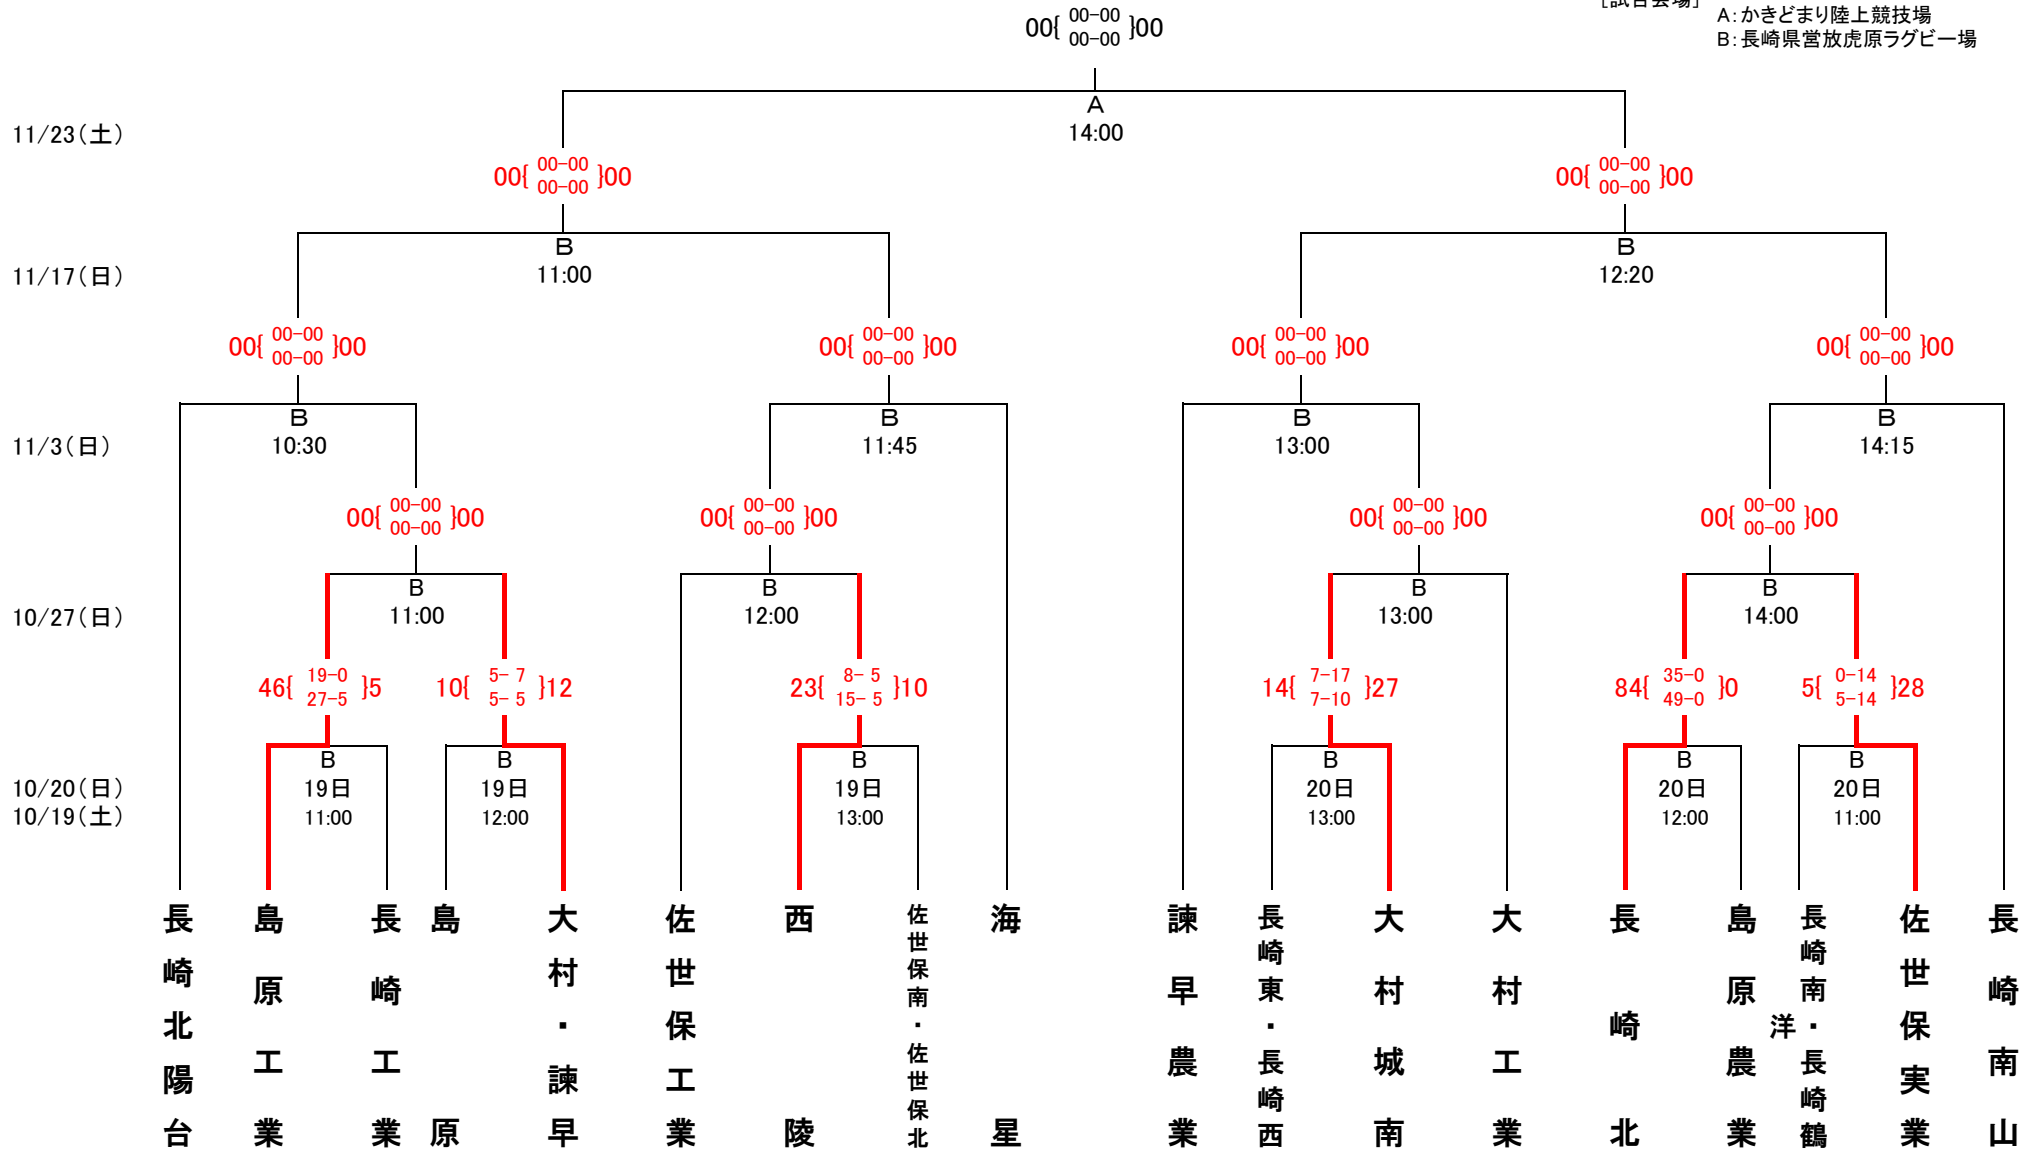 [試合会場]
A:かきどまり陸上競技場
B:長崎県営放虎原ラグビー場
00{ 00-00 }00
00-00
A
14:00
11/23(土)
00{ 00-00 }00
00-00
00{ 00-00 }00
00-00
B
11:00
B
12:20
11/17(日)
00{ 00-00 }00
00-00
00{ 00-00 }00
00-00
00{ 00-00 }00
00-00
00{ 00-00 }00
00-00
B
10:30
B
11:45
B
13:00
B
14:15
11/3(日)
00{ 00-00 }00
00-00
00{ 00-00 }00
00-00
00{ 00-00 }00
00-00
00{ 00-00 }00
00-00
B
11:00
B
12:00
B
13:00
B
14:00
10/27(日)
46{ 19-0 }5
27-5
10{ 5- 7 }12
5- 5
23{ 8- 5 }10
15- 5
14{ 7-17 }27
7-10
84{ 35-0 }0
49-0
5{ 0-14 }28
5-14
10/20(日)
10/19(土)
B
19日
11:00
B
19日
12:00
B
19日
13:00
B
20日
13:00
B
20日
12:00
B
20日
11:00
長崎北陽台
島原工業
長崎工業
島原
大村・諫早
佐世保工業
西陵
佐世保南・佐世保北
海星
諫早農業
長崎東・長崎西
大村城南
大村工業
長崎北
島原農業
長崎南・長崎鶴
洋
佐世保実業
長崎南山